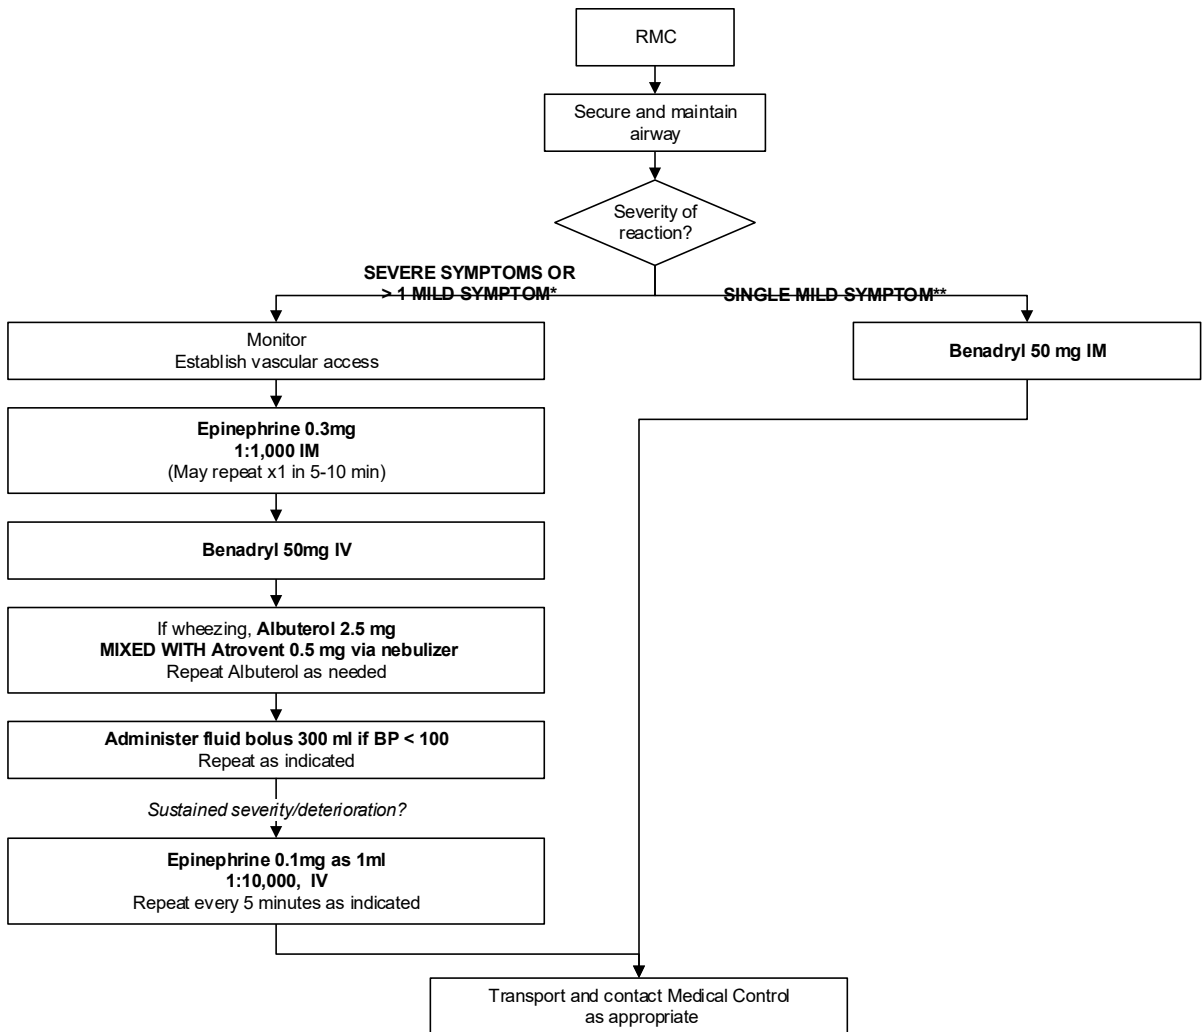 RMC
Secure and maintain
airway
Severity of
reaction?
SEVERE SYMPTOMS OR
> 1 MILD SYMPTOM*
SINGLE MILD SYMPTOM**
Monitor
Establish vascular access
Benadryl 50 mg IM
Epinephrine 0.3mg
1:1,000 IM
(May repeat x1 in 5-10 min)
Benadryl 50mg IV
If wheezing, Albuterol 2.5 mg
MIXED WITH Atrovent 0.5 mg via nebulizer
Repeat Albuterol as needed
Administer fluid bolus 300 ml if BP < 100
Repeat as indicated
Sustained severity/deterioration?
Epinephrine 0.1mg as 1ml
1:10,000, IV
Repeat every 5 minutes as indicated
Transport and contact Medical Control
as appropriate